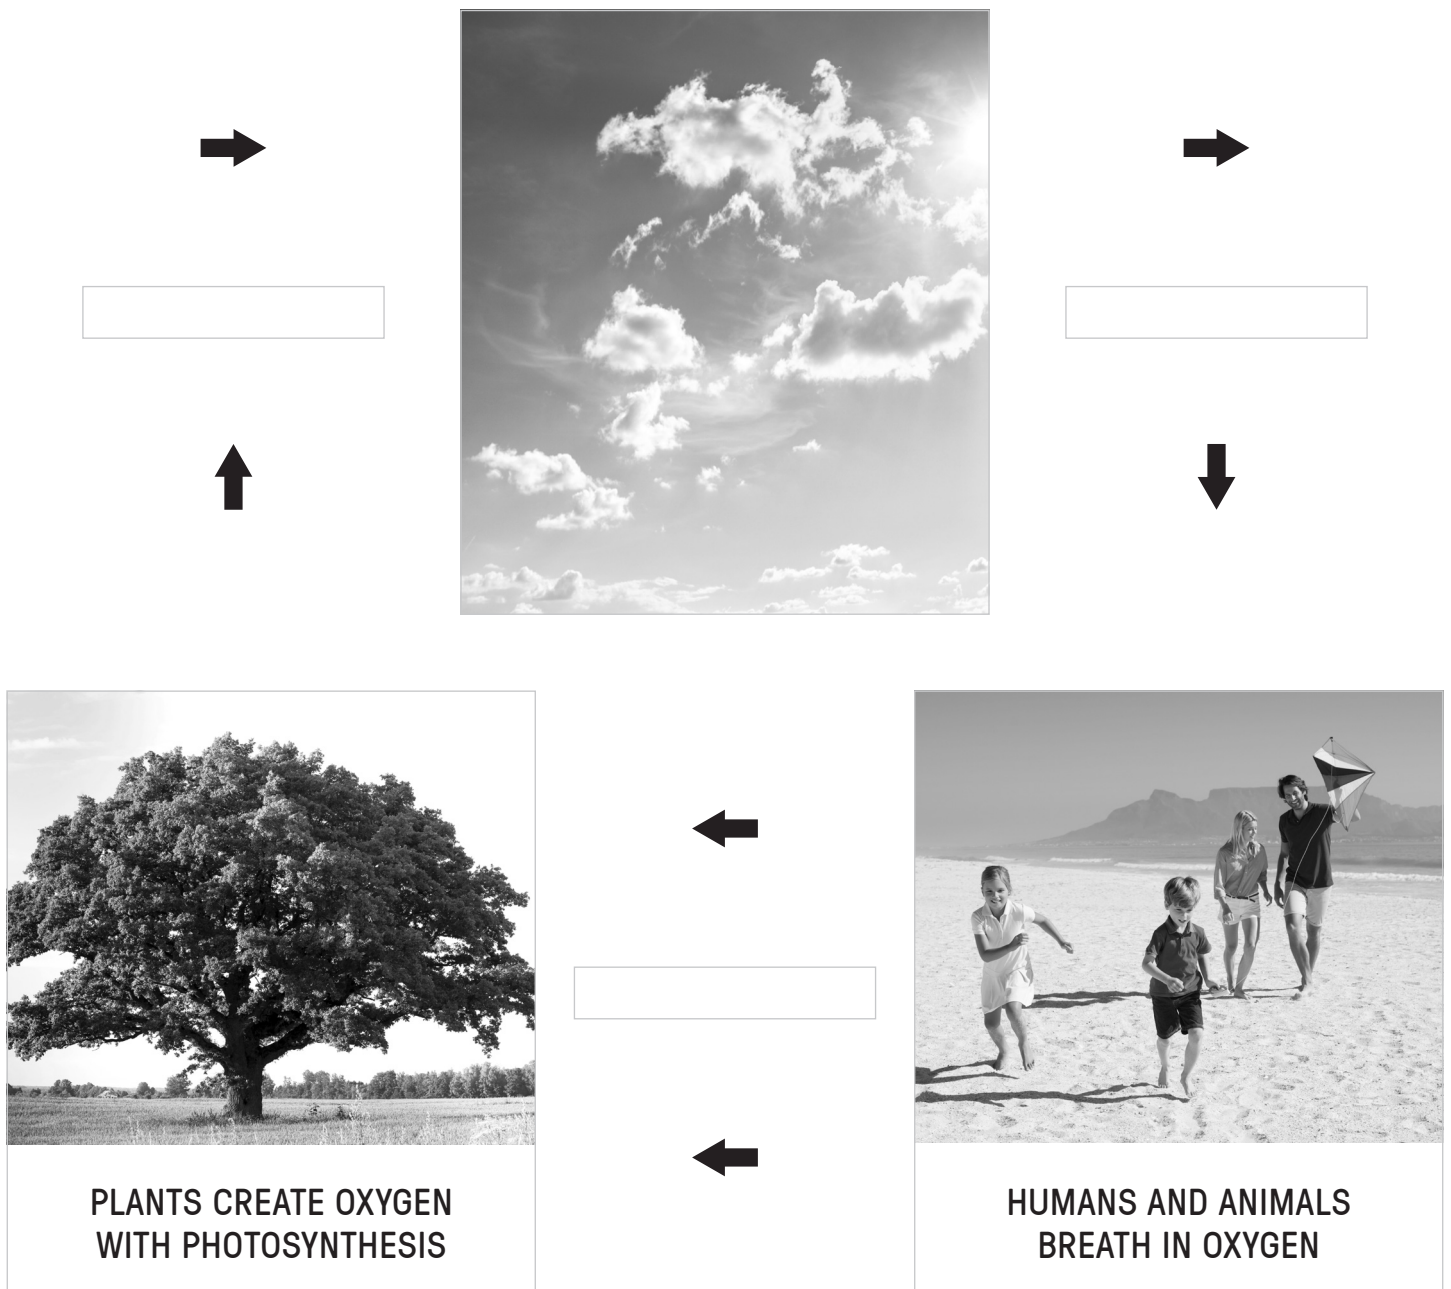 PLANTS CREATE OXYGEN
WITH PHOTOSYNTHESIS
HUMANS AND ANIMALS
BREATH IN OXYGEN